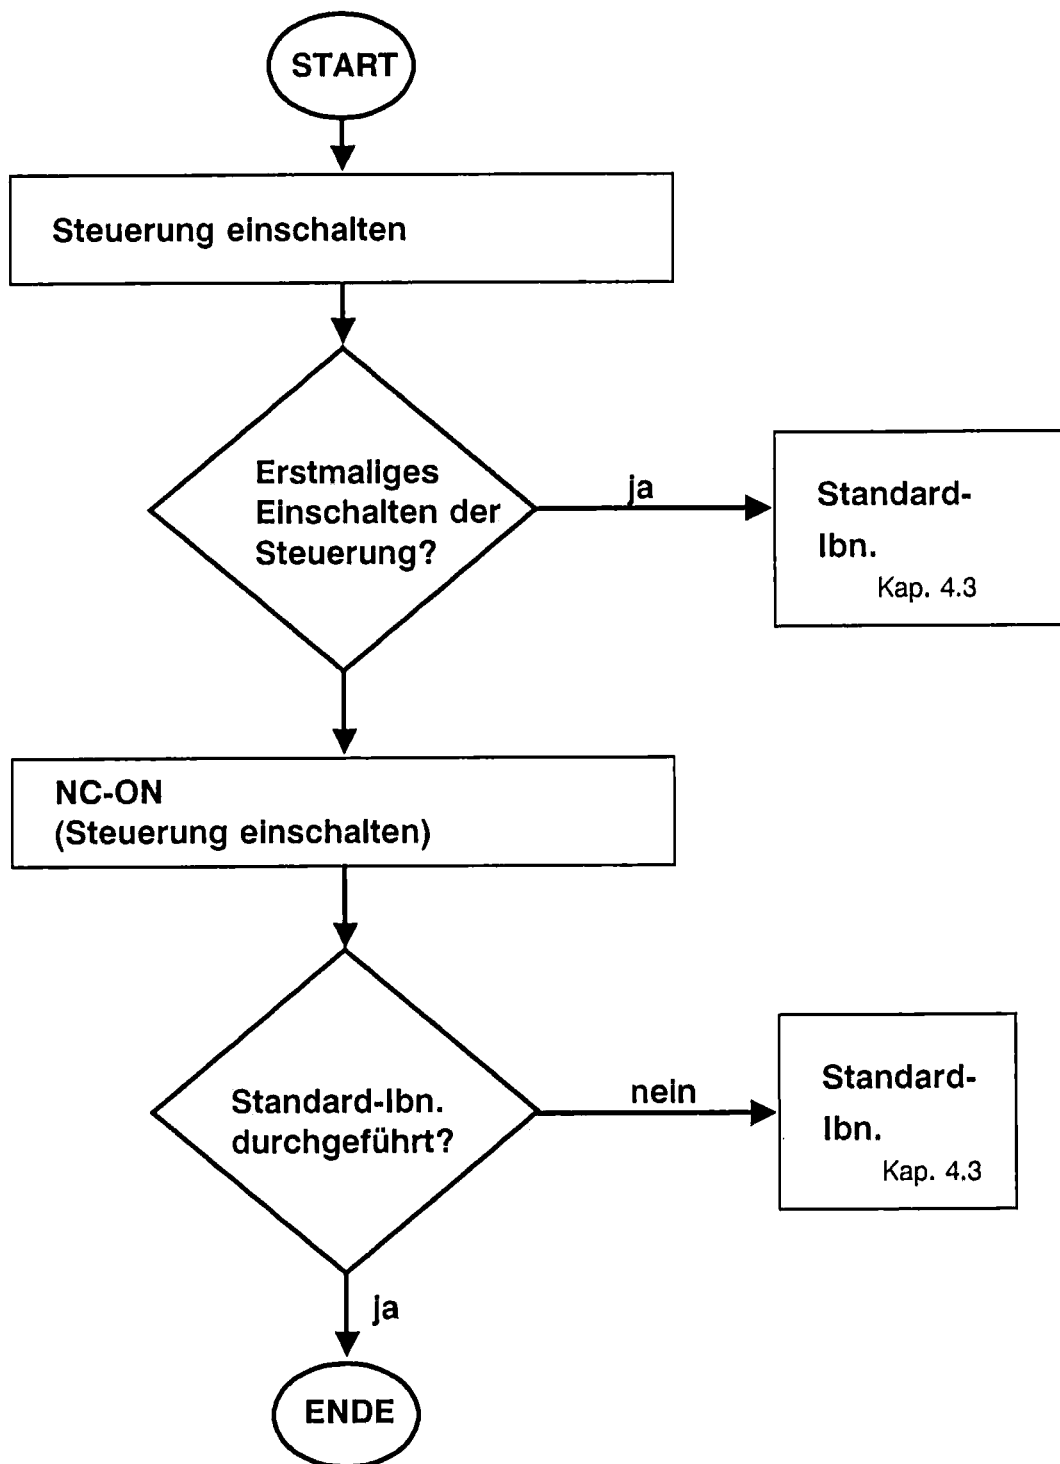 START
Steuerung einschalten
Erstmaliges
Einschalten der
Steuerung?
ja
Standard-
Ibn.
Kap. 4.3
NC-ON
(Steuerung einschalten)
Standard-Ibn.
durchgeführt?
nein
Standard-
Ibn.
Kap. 4.3
ja
ENDE